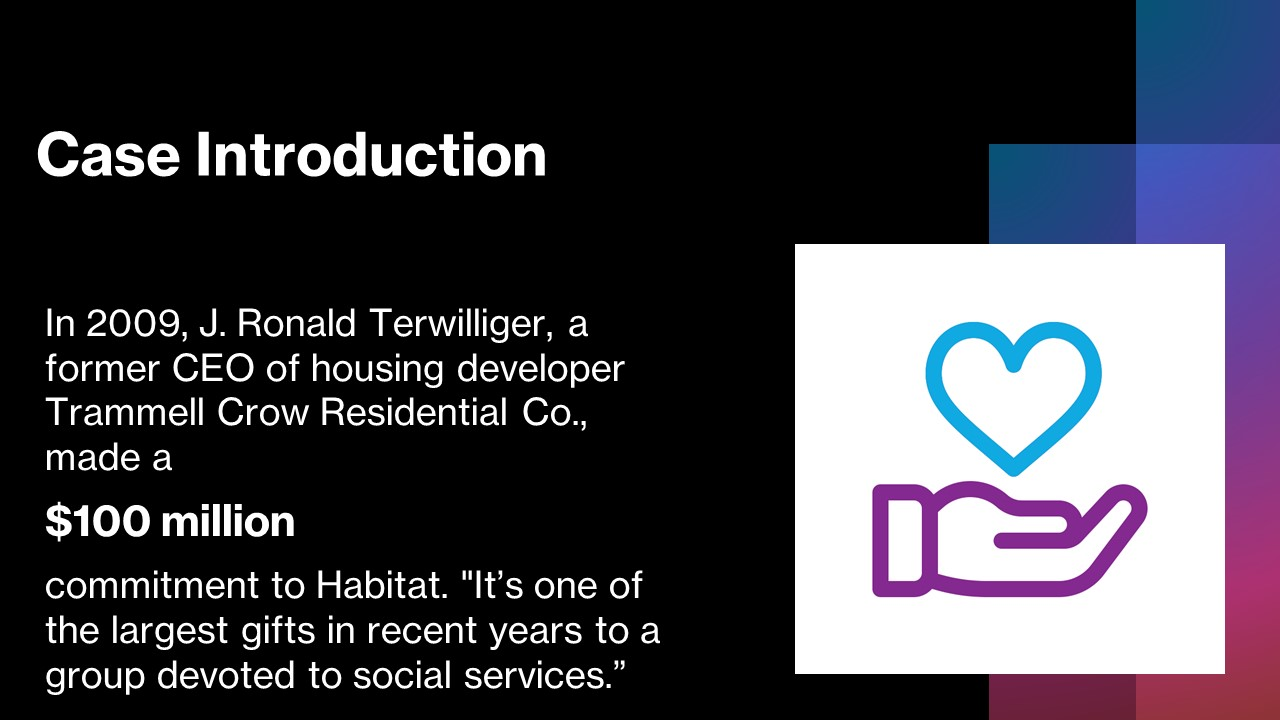 Case Introduction
In 2009, J. Ronald Terwilliger, a
former CEO of housing developer
Trammell Crow Residential Co.,
made a
$100 million
commitment to Habitat. "It’s one of
the largest gifts in recent years to a
group devoted to social services.”